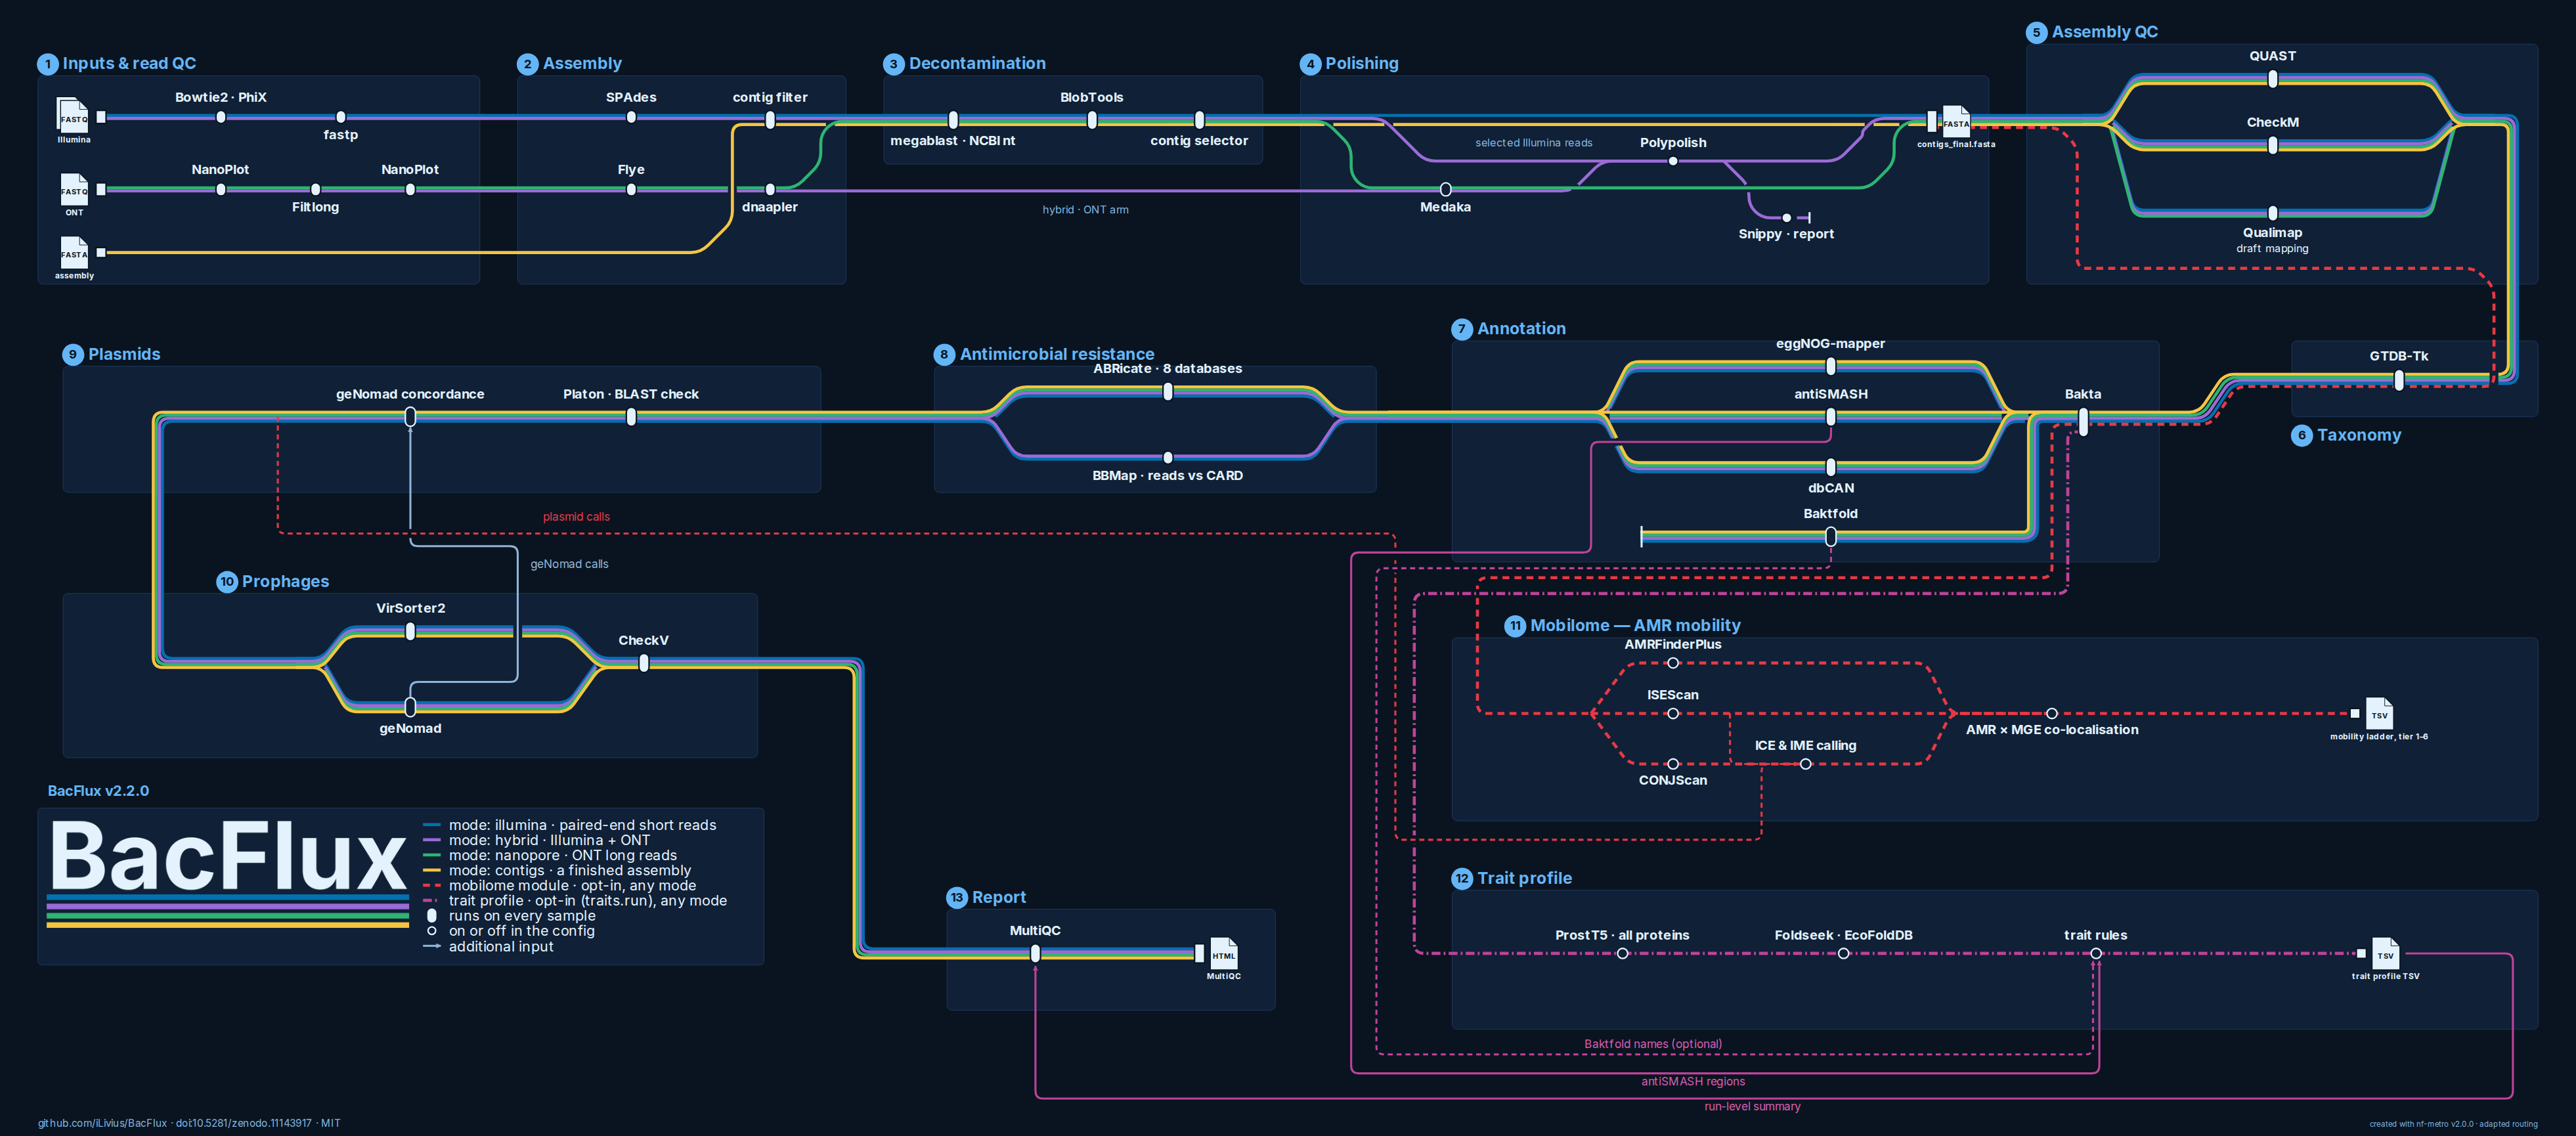 1 Inputs & read QC
Bowtie2 · PhiX
fastp
FASTQ
Illumina
NanoPlot
Filtlong
NanoPlot
FASTQ
ONT
FASTA
assembly
2 Assembly
SPAdes
contig filter
Flye
dnaapler
3 Decontamination
BlobTools
megablast · NCBI nt
contig selector
hybrid · ONT arm
4 Polishing
selected Illumina reads
Polypolish
Medaka
Snippy · report
FASTA
contigs_final.fasta
5 Assembly QC
QUAST
CheckM
Qualimap
draft mapping
GTDB-Tk
6 Taxonomy
7 Annotation
eggNOG-mapper
antiSMASH
Bakta
dbCAN
Baktfold
8 Antimicrobial resistance
ABRicate · 8 databases
BBMap · reads vs CARD
9 Plasmids
geNomad concordance
Platon · BLAST check
plasmid calls
geNomad calls
10 Prophages
VirSorter2
CheckV
geNomad
11 Mobilome — AMR mobility
AMRFinderPlus
ISEScan
ICE & IME calling
CONJScan
AMR × MGE co-localisation
TSV
mobility ladder, tier 1-6
12 Trait profile
ProstT5 · all proteins
Foldseek · EcoFoldDB
trait rules
TSV
trait profile TSV
Baktfold names (optional)
antiSMASH regions
run-level summary
13 Report
MultiQC
HTML
MultiQC
BacFlux v2.2.0
BacFlux
mode: illumina · paired-end short reads
mode: hybrid · Illumina + ONT
mode: nanopore · ONT long reads
mode: contigs · a finished assembly
mobilome module · opt-in, any mode
trait profile · opt-in (traits.run), any mode
runs on every sample
on or off in the config
additional input
github.com/iLivius/BacFlux · doi:10.5281/zenodo.11143917 · MIT
created with nf-metro v2.0.0 · adapted routing